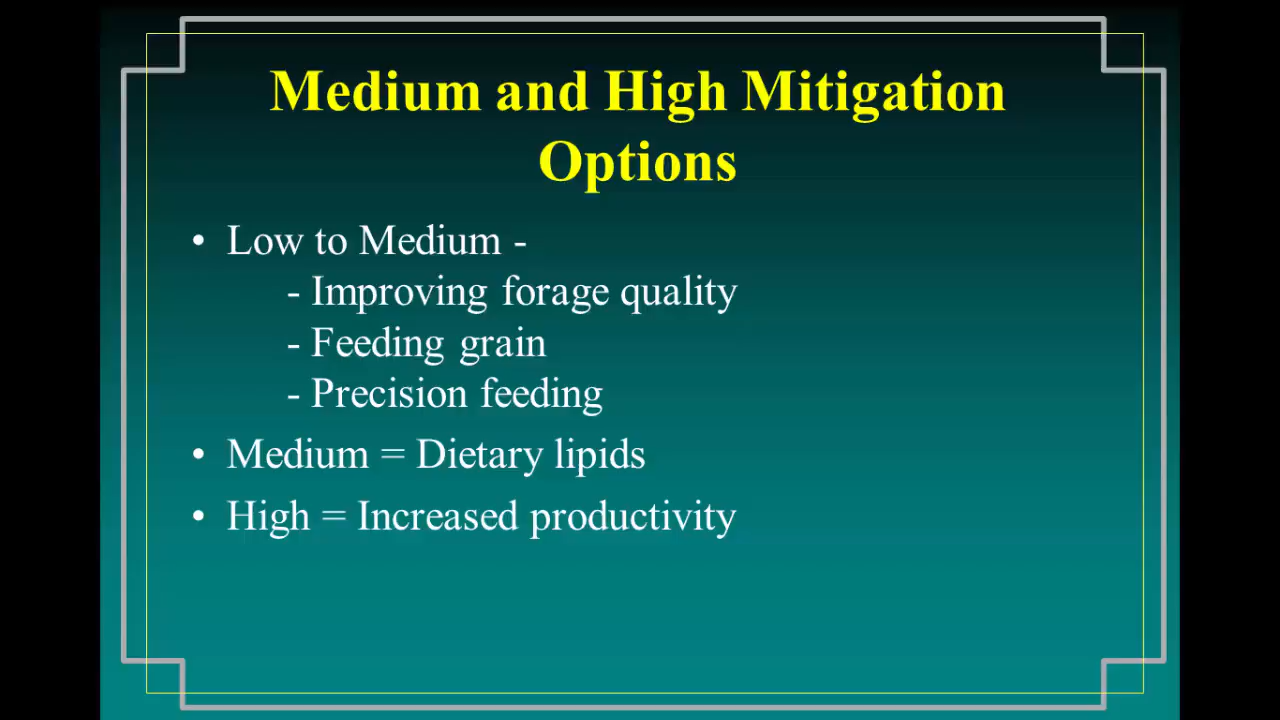 Medium and High Mitigation
Options
• Low to Medium -
- Improving forage quality
- Feeding grain
- Precision feeding
• Medium = Dietary lipids
• High = Increased productivity